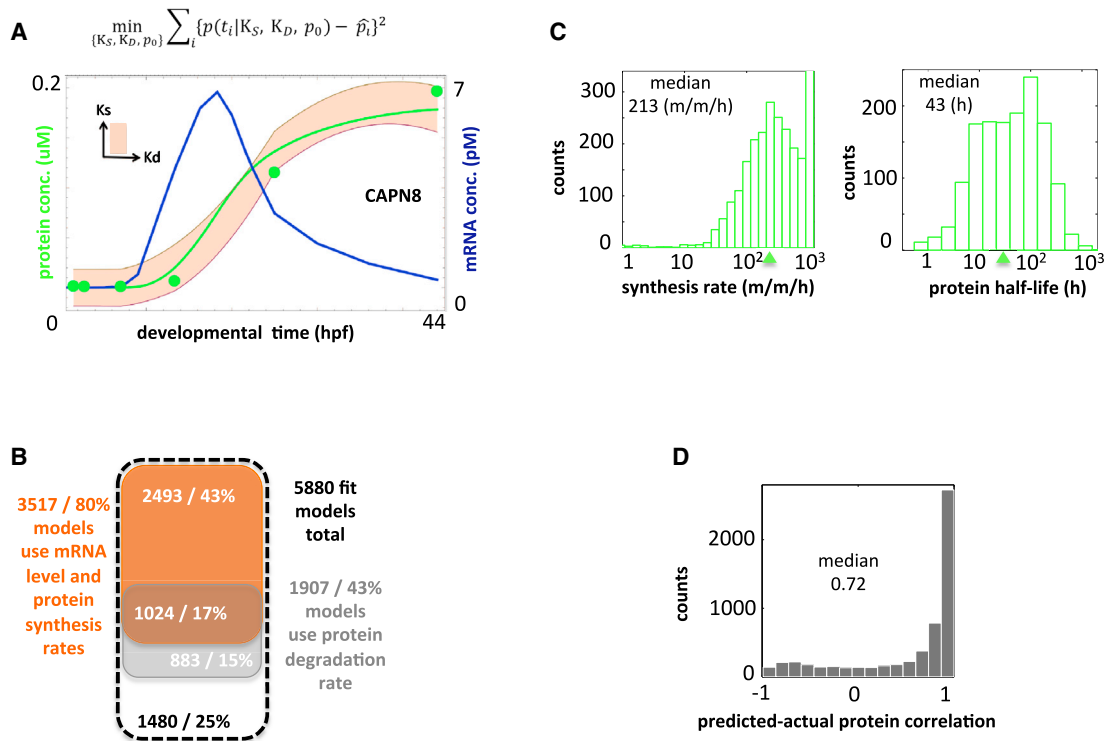 A
min {K_S, K_D, p_0} ∑_i {p(t_i|K_S, K_D, p_0) − p̂_i}²
0.2
protein conc. (uM)
Ks
Kd
CAPN8
7
mRNA conc. (pM)
0
0
44
developmental time (hpf)
B
3517 / 80%
models
use mRNA
level and
protein
synthesis
rates
2493 / 43%
1024 / 17%
883 / 15%
1480 / 25%
5880 fit
models
total
1907 / 43%
models
use protein
degradation
rate
C
median
213 (m/m/h)
counts
300
200
100
0
1 10 10² 10³
synthesis rate (m/m/h)
median
43 (h)
counts
200
100
0
1 10 10² 10³
protein half-life (h)
D
median
0.72
counts
2000
1000
0
-1 0 1
predicted-actual protein correlation